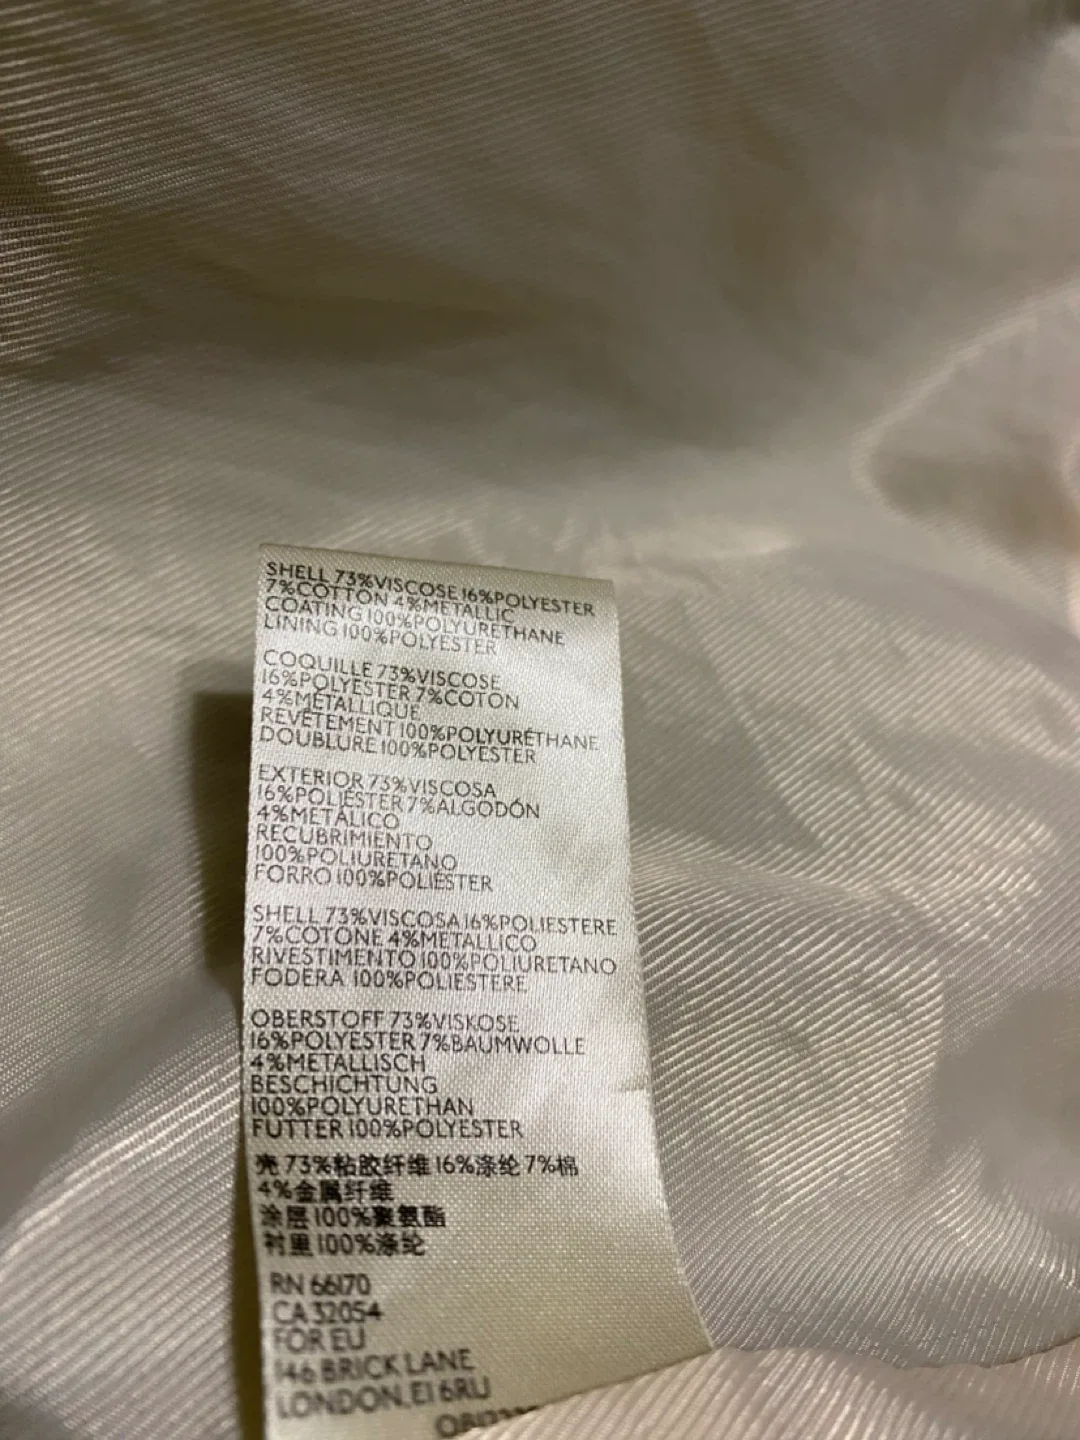 SHELL 73%VISCOSE 16%POLYESTER
7%COTTON 4%METALLIC
COATING 100%POLYURETHANE
LINING 100%POLYESTER
COQUILLE 73%VISCOSE
16%POLYESTER 7%COTON
4%MÉTALLIQUE
REVÊTEMENT 100%POLYURÉTHANE
DOUBLURE 100%POLYESTER
EXTERIOR 73%VISCOSA
16%POLIÉSTER 7%ALGODÓN
4%METÁLICO
RECUBRIMIENTO
100%POLIURETANO
FORRO 100%POLIÉSTER
SHELL 73%VISCOSA 16%POLIESTERE
7%COTONE 4%METALLICO
RIVESTIMENTO 100%POLIURETANO
FODERA 100%POLIESTERE
OBERSTOFF 73%VISKOSE
16%POLYESTER 7%BAUMWOLLE
4%METALLISCH
BESCHICHTUNG
100%POLYURETHAN
FUTTER 100%POLYESTER
壳 73%粘胶纤维 16%涤纶 7%棉
4%金属纤维
涂层 100%聚氨酯
衬里 100%涤纶
RN 66170
CA 32054
FOR EU
146 BRICK LANE
LONDON, E1 6RU